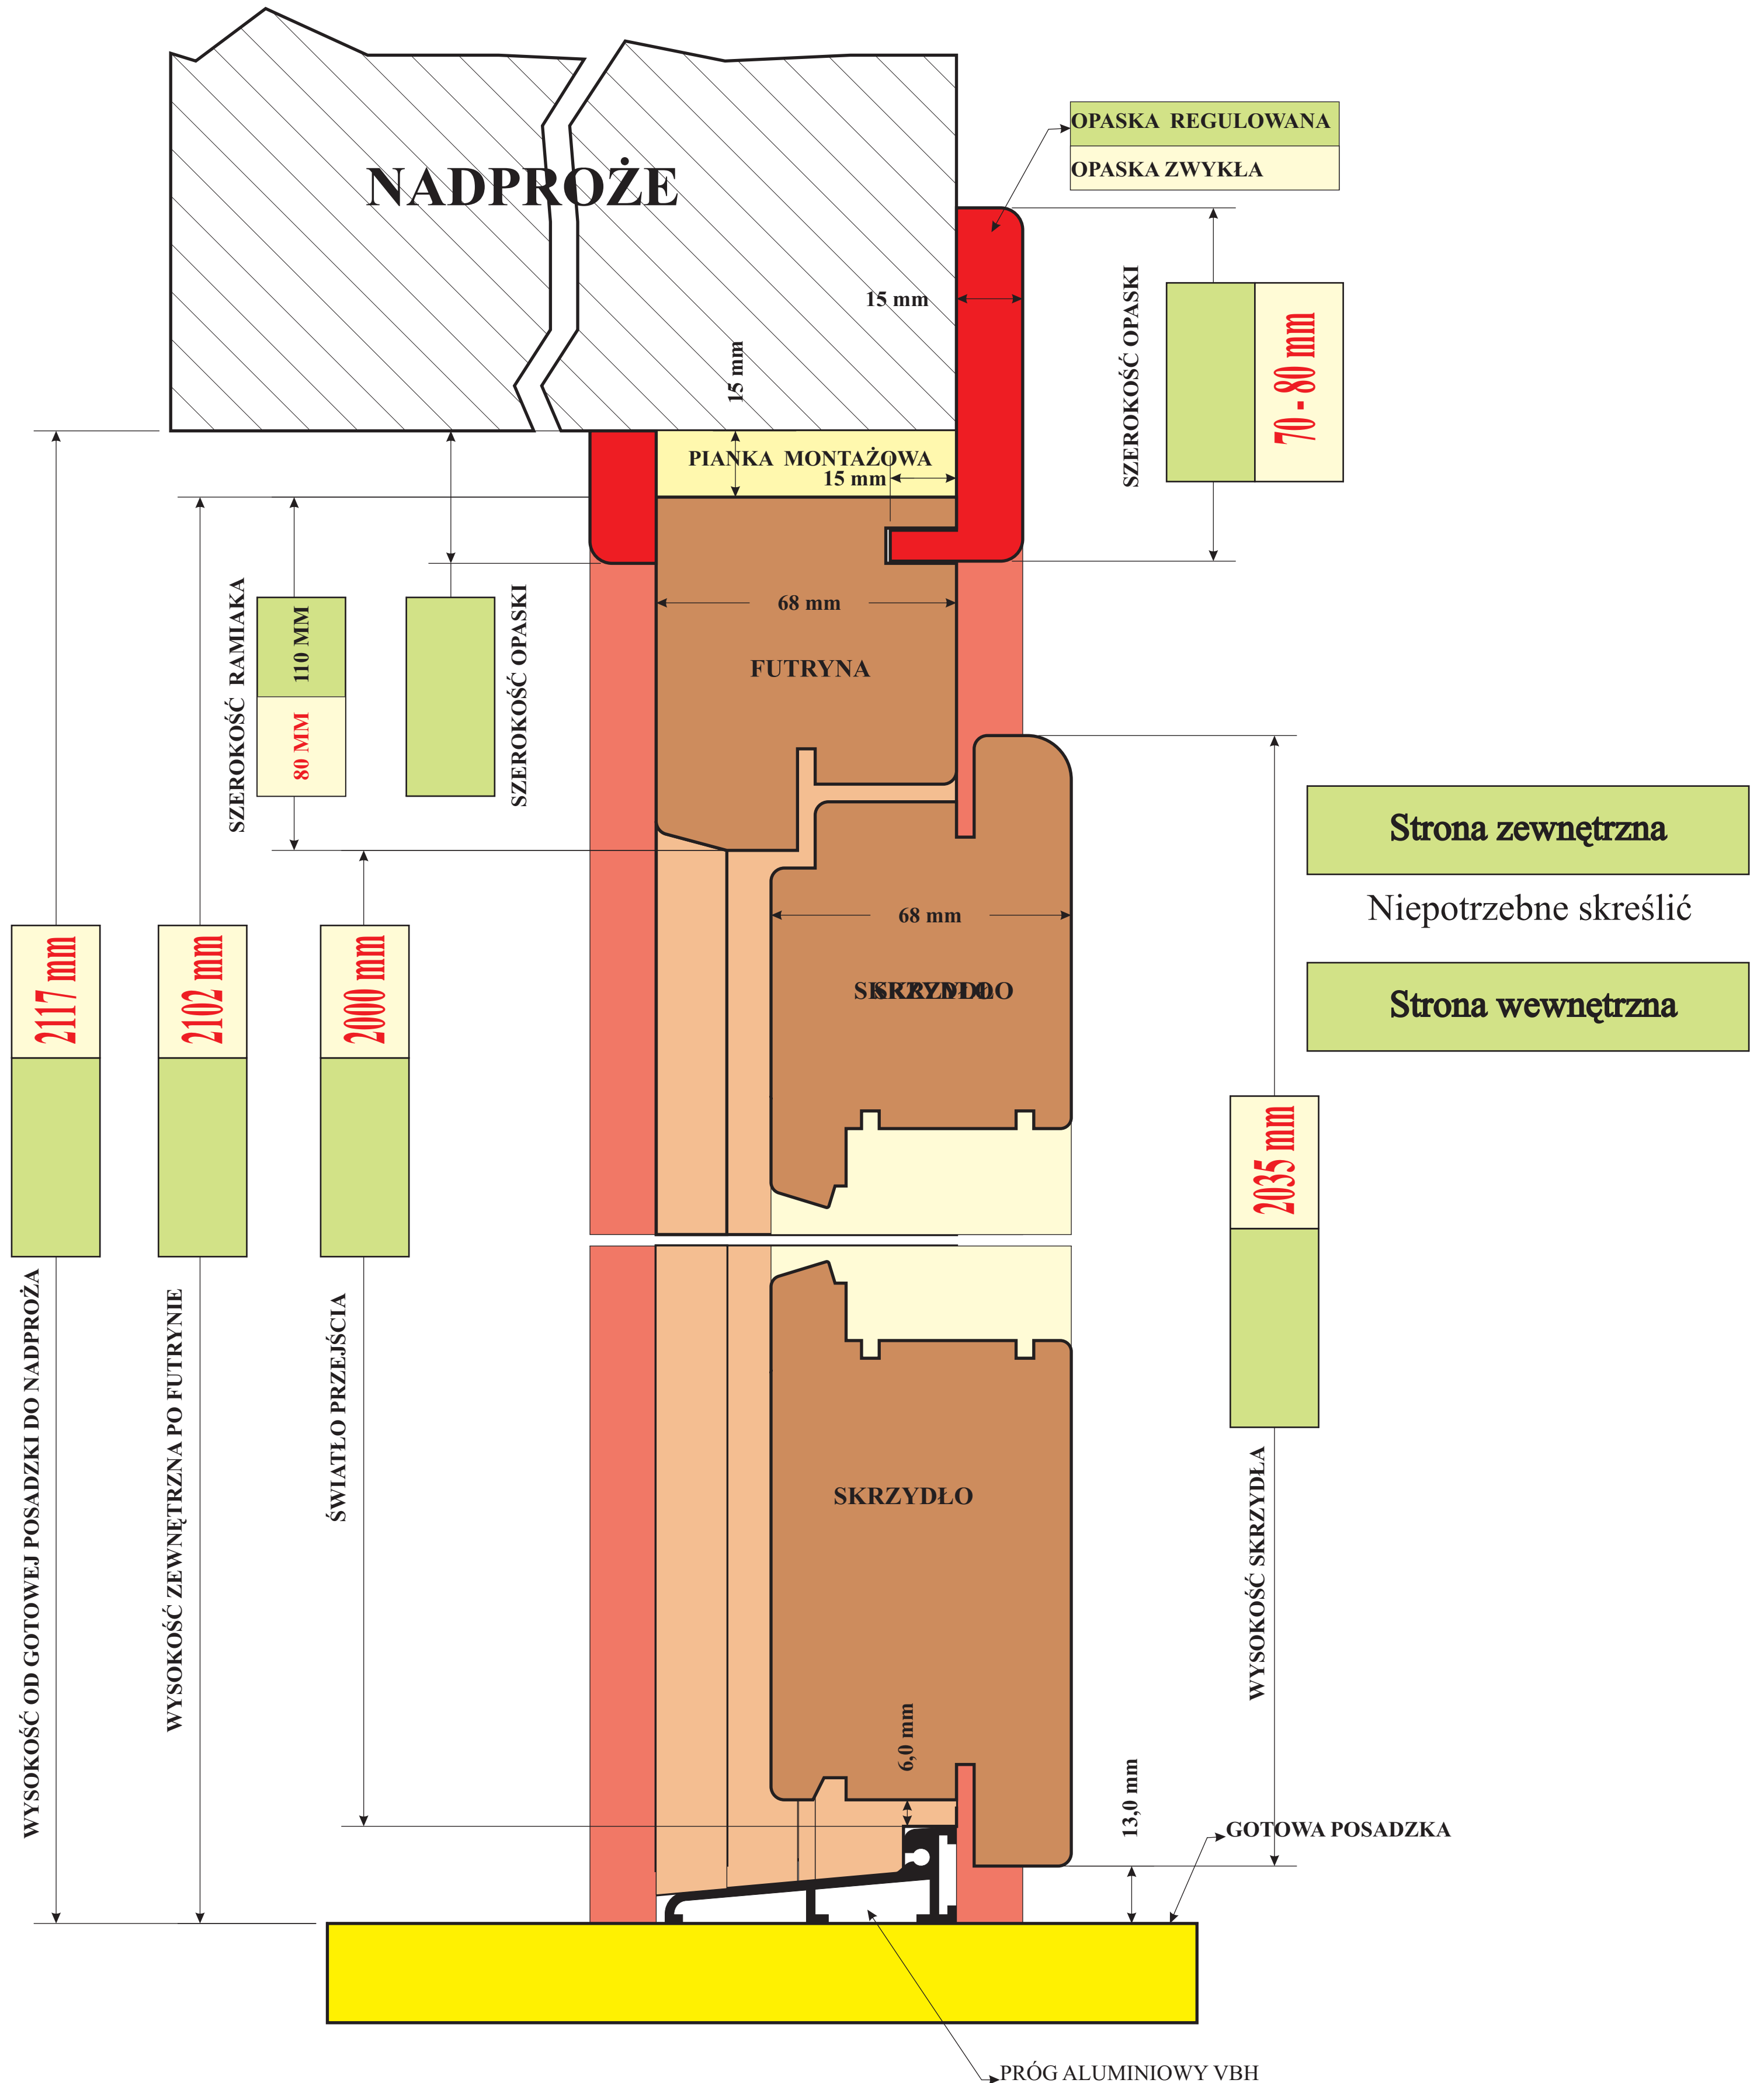 OPASKA REGULOWANA
OPASKA ZWYKŁA
NADPROŻE
15 mm
SZEROKOŚĆ OPASKI
70 - 80 mm
15 mm
PIANKA MONTAŻOWA
15 mm
SZEROKOŚĆ RAMIAKA
110 MM
80 MM
SZEROKOŚĆ OPASKI
68 mm
FUTRYNA
Strona zewnętrzna
Niepotrzebne skreślić
Strona wewnętrzna
68 mm
SKRZYDŁO
SKRZYDŁO
2117 mm
2102 mm
2000 mm
2035 mm
WYSOKOŚĆ OD GOTOWEJ POSADZKI DO NADPROŻA
WYSOKOŚĆ ZEWNĘTRZNA PO FUTRYNIE
ŚWIATŁO PRZEJŚCIA
WYSOKOŚĆ SKRZYDŁA
SKRZYDŁO
6,0 mm
13,0 mm
GOTOWA POSADZKA
PRÓG ALUMINIOWY VBH